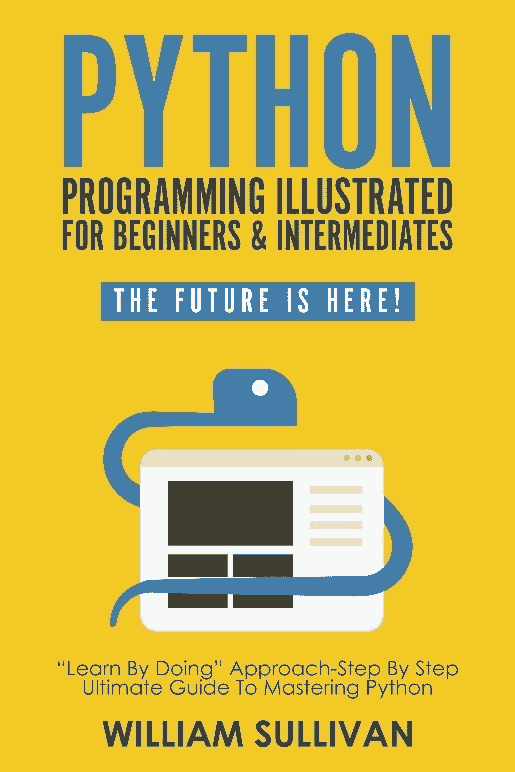 PYTHON
PROGRAMMING ILLUSTRATED
FOR BEGINNERS & INTERMEDIATES
THE FUTURE IS HERE!
“Learn By Doing” Approach-Step By Step
Ultimate Guide To Mastering Python
WILLIAM SULLIVAN